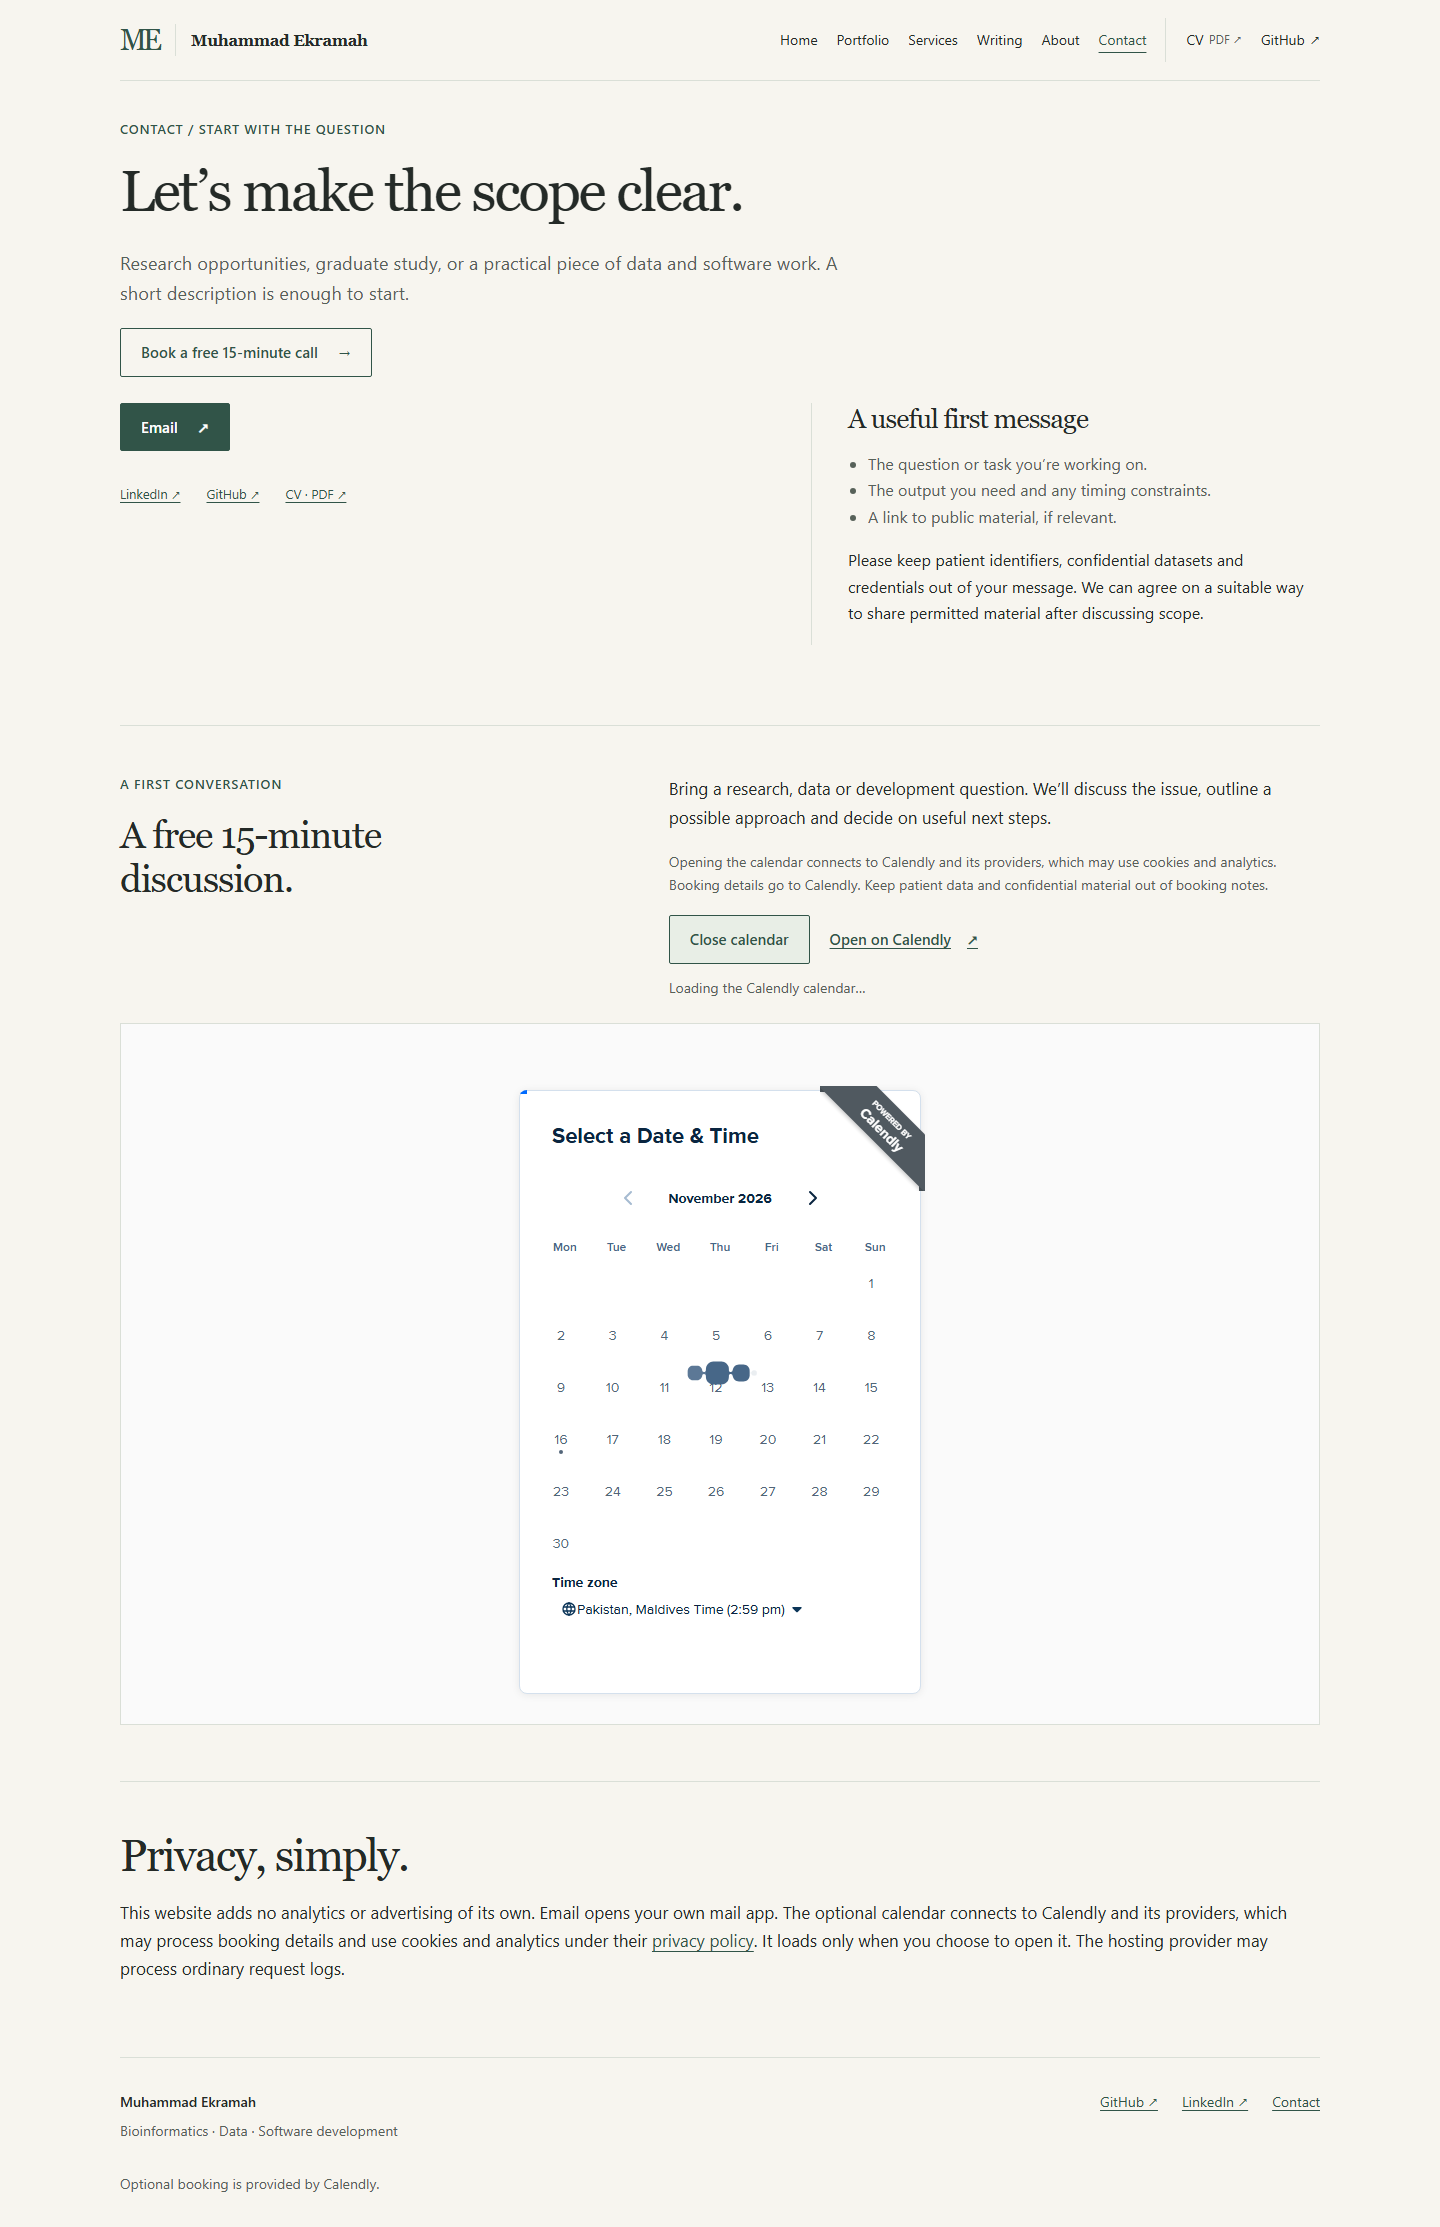 ME
Muhammad Ekramah
Home Portfolio Services Writing About Contact CV PDF ↗ GitHub ↗
CONTACT / START WITH THE QUESTION
Let’s make the scope clear.
Research opportunities, graduate study, or a practical piece of data and software work. A
short description is enough to start.
Book a free 15-minute call →
Email ↗
LinkedIn ↗ GitHub ↗ CV · PDF ↗
A useful first message
• The question or task you’re working on.
• The output you need and any timing constraints.
• A link to public material, if relevant.
Please keep patient identifiers, confidential datasets and
credentials out of your message. We can agree on a suitable way
to share permitted material after discussing scope.
A FIRST CONVERSATION
A free 15-minute
discussion.
Bring a research, data or development question. We’ll discuss the issue, outline a
possible approach and decide on useful next steps.
Opening the calendar connects to Calendly and its providers, which may use cookies and analytics.
Booking details go to Calendly. Keep patient data and confidential material out of booking notes.
Close calendar Open on Calendly ↗
Loading the Calendly calendar…
POWERED BY
Calendly
Select a Date & Time
November 2026
Mon Tue Wed Thu Fri Sat Sun
1
2 3 4 5 6 7 8
9 10 11 12 13 14 15
16 17 18 19 20 21 22
23 24 25 26 27 28 29
30
Time zone
Pakistan, Maldives Time (2:59 pm)
Privacy, simply.
This website adds no analytics or advertising of its own. Email opens your own mail app. The optional calendar connects to Calendly and its providers, which
may process booking details and use cookies and analytics under their privacy policy. It loads only when you choose to open it. The hosting provider may
process ordinary request logs.
Muhammad Ekramah
GitHub ↗ LinkedIn ↗ Contact
Bioinformatics · Data · Software development
Optional booking is provided by Calendly.